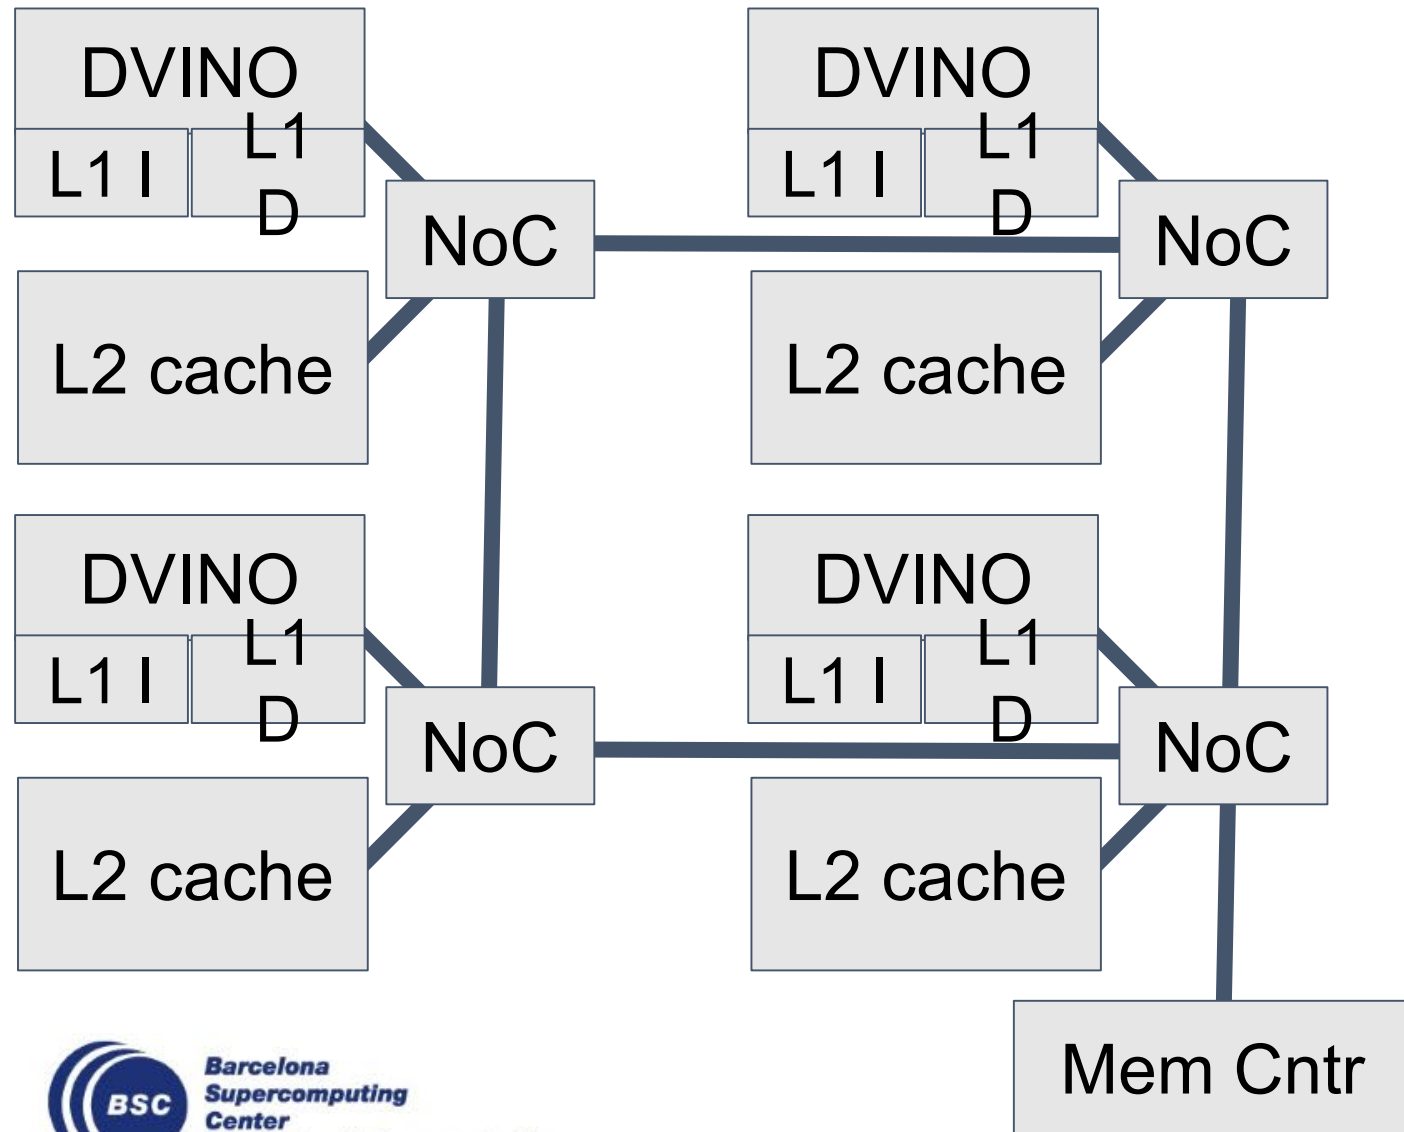 DVINO
L1 I
L1
D
NoC
L2 cache
DVINO
L1 I
L1
D
NoC
L2 cache
DVINO
L1 I
L1
D
NoC
L2 cache
DVINO
L1 I
L1
D
NoC
L2 cache
Mem Cntr
BSC
Barcelona
Supercomputing
Center